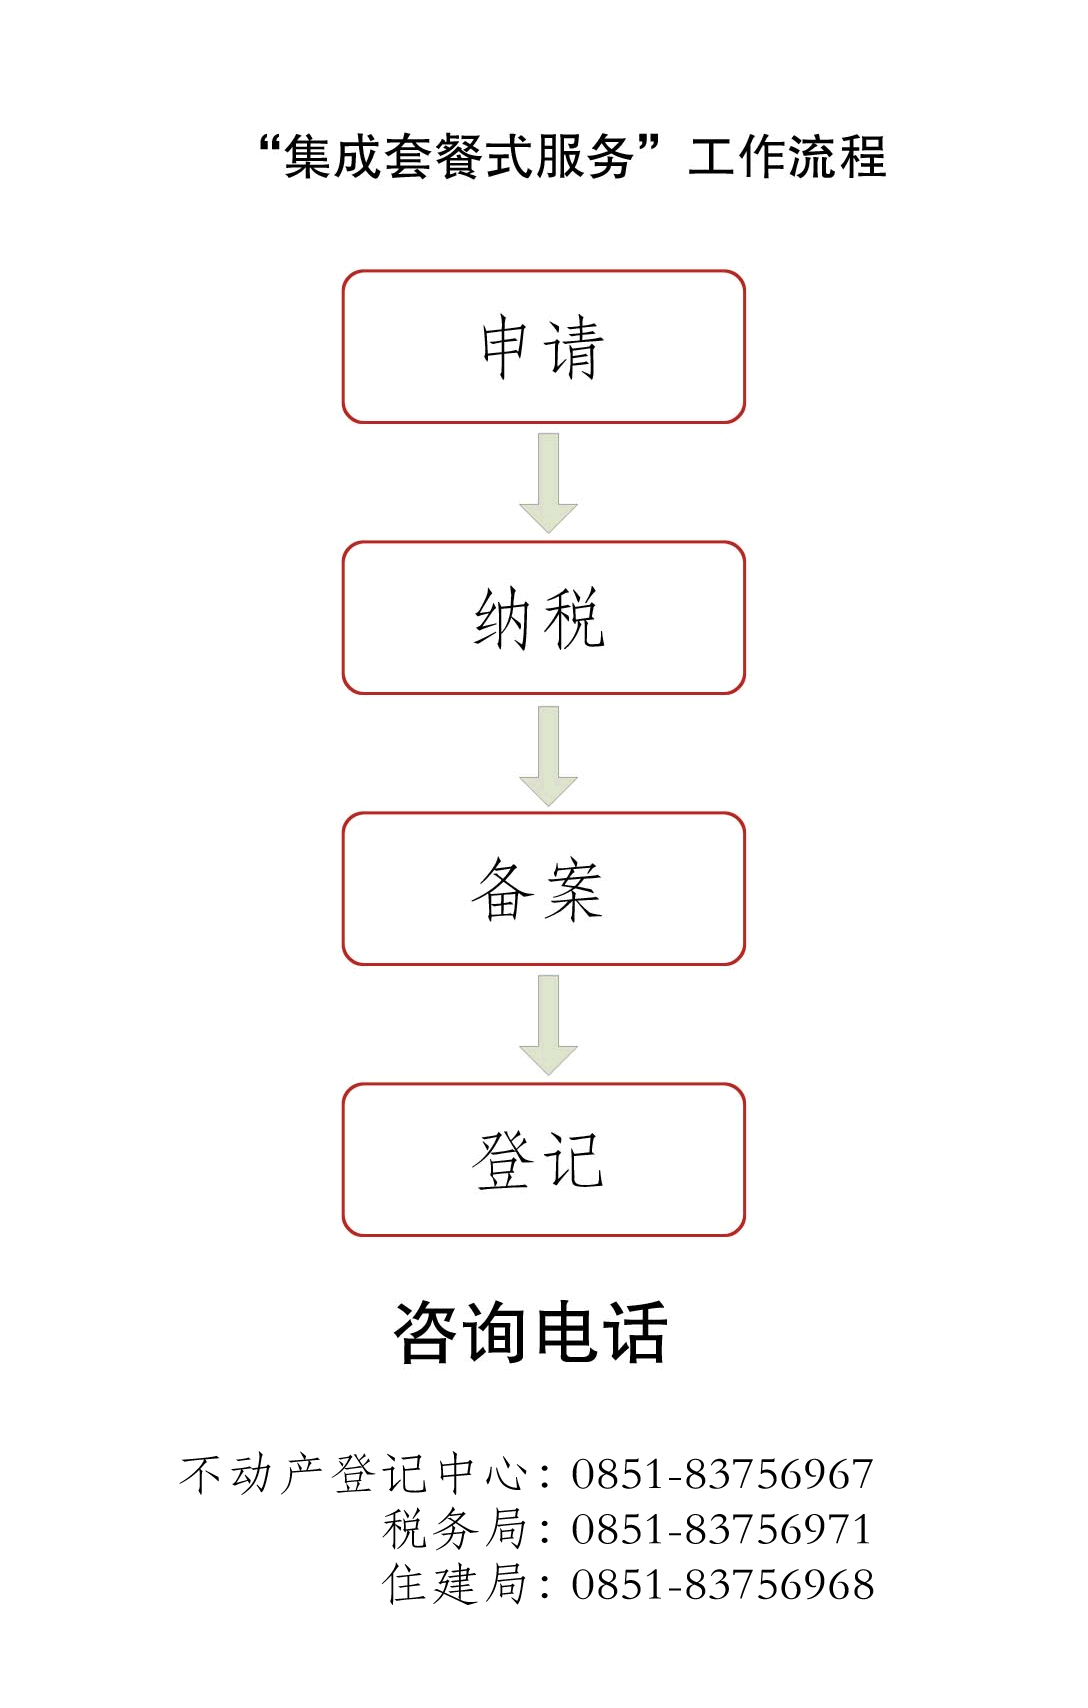 “集成套餐式服务”工作流程
申请
纳税
备案
登记
咨询电话
不动产登记中心：0851-83756967
税务局：0851-83756971
住建局：0851-83756968